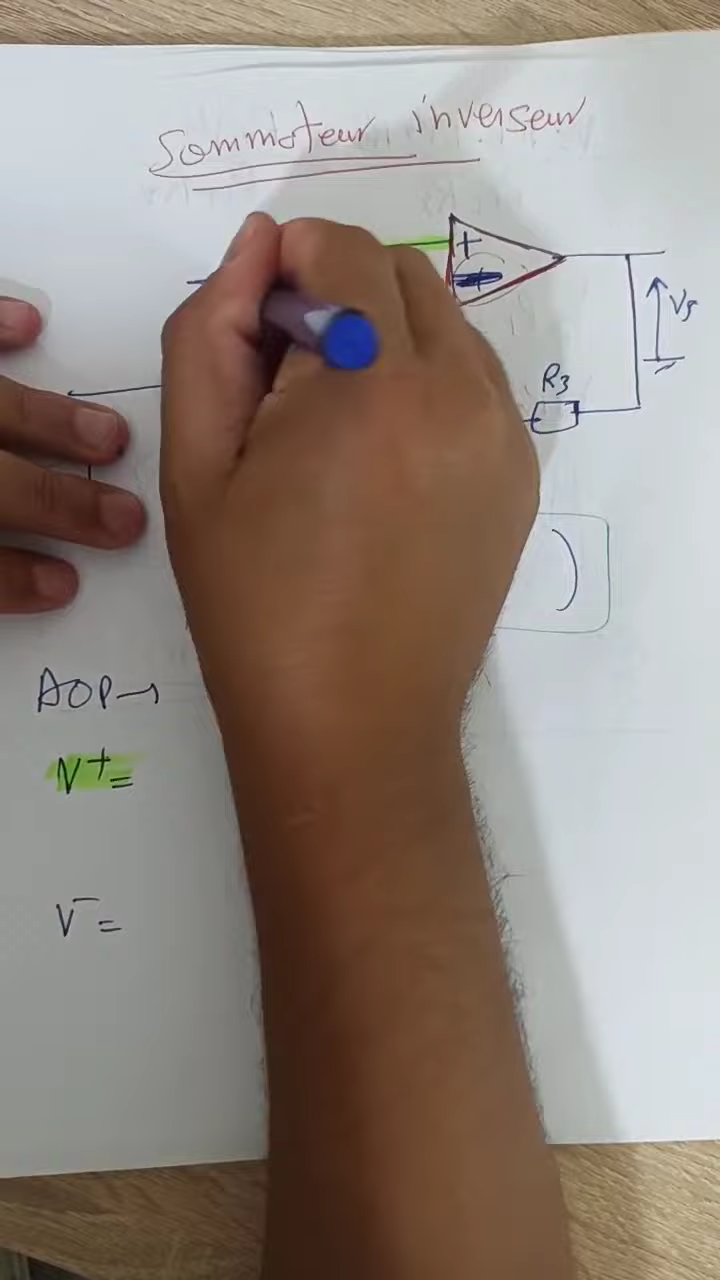 Sommateur inverseur
+
Vs
R3
)
AOP→
V+=
V-=